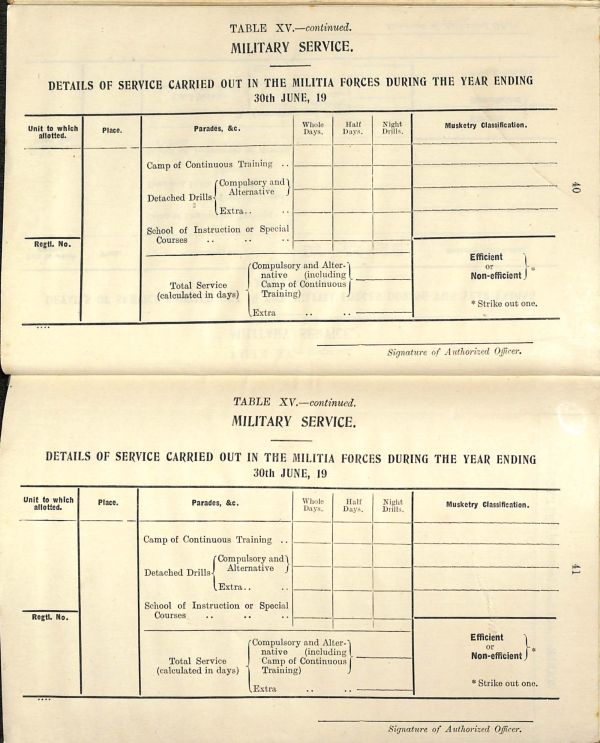 TABLE XV.—continued.
MILITARY SERVICE.
DETAILS OF SERVICE CARRIED OUT IN THE MILITIA FORCES DURING THE YEAR ENDING
30th JUNE, 19
Unit to which allotted.
Place.
Parades, &c.
Whole Days.
Half Days.
Night Drills.
Musketry Classification.
Camp of Continuous Training ..
Detached Drills { Compulsory and Alternative }
Extra.. ..
School of Instruction or Special
Courses .. .. ..
Regtl. No.
Total Service
(calculated in days)
{ Compulsory and Alter-
native (including
Camp of Continuous
Training) }
Extra .. ..
Efficient
or
Non-efficient } *
* Strike out one.
Signature of Authorized Officer.
40
TABLE XV.—continued.
MILITARY SERVICE.
DETAILS OF SERVICE CARRIED OUT IN THE MILITIA FORCES DURING THE YEAR ENDING
30th JUNE, 19
Unit to which allotted.
Place.
Parades, &c.
Whole Days.
Half Days.
Night Drills.
Musketry Classification.
Camp of Continuous Training ..
Detached Drills { Compulsory and Alternative }
Extra.. ..
School of Instruction or Special
Courses .. .. ..
Regtl. No.
Total Service
(calculated in days)
{ Compulsory and Alter-
native (including
Camp of Continuous
Training) }
Extra .. ..
Efficient
or
Non-efficient } *
* Strike out one.
Signature of Authorized Officer.
41